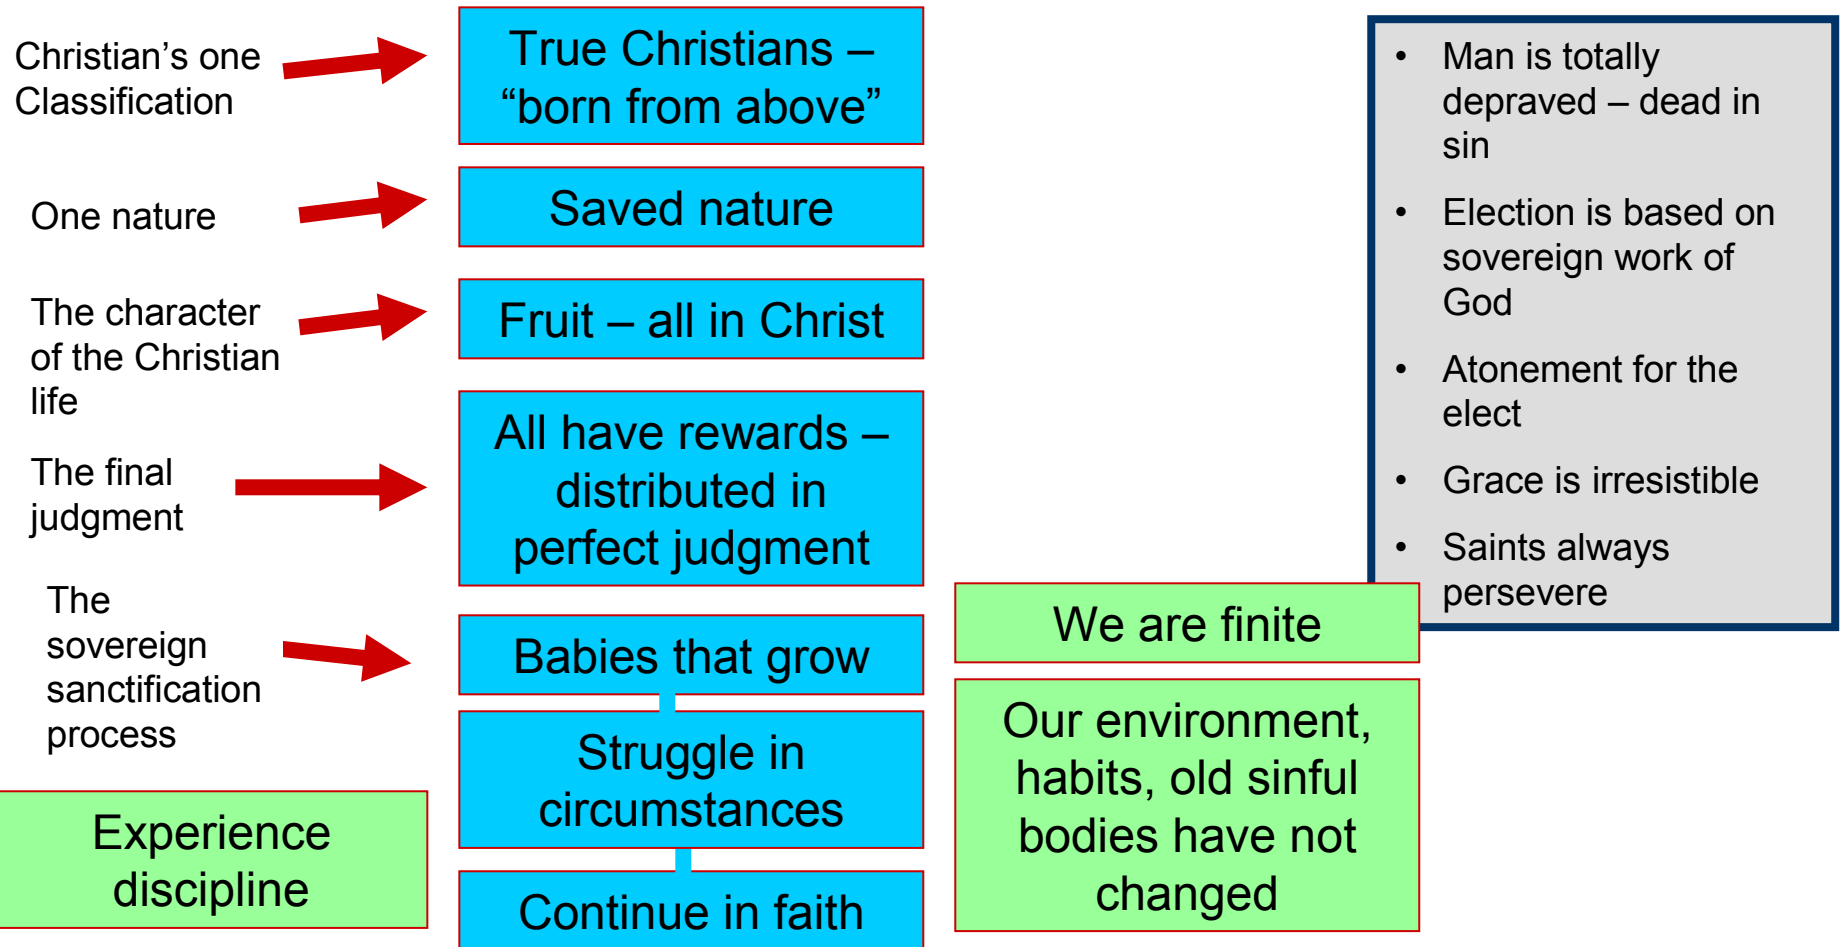 Christian’s one
Classification
True Christians –
“born from above”
One nature
Saved nature
The character
of the Christian
life
Fruit – all in Christ
The final
judgment
All have rewards –
distributed in
perfect judgment
The
sovereign
sanctification
process
Babies that grow
Struggle in
circumstances
Continue in faith
Experience
discipline
We are finite
Our environment,
habits, old sinful
bodies have not
changed
• Man is totally
depraved – dead in
sin
• Election is based on
sovereign work of
God
• Atonement for the
elect
• Grace is irresistible
• Saints always
persevere